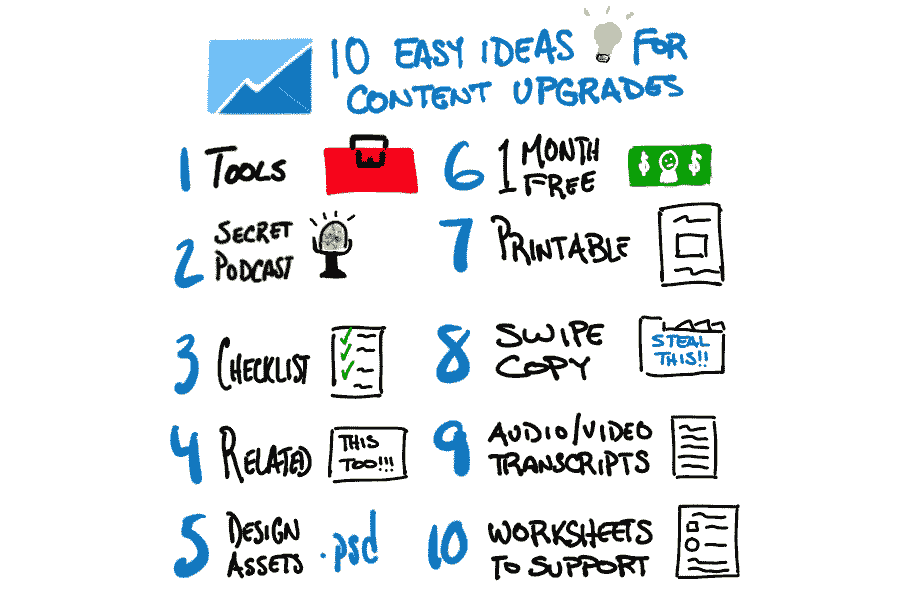 10 EASY IDEAS FOR
CONTENT UPGRADES
1 TOOLS
2 SECRET
PODCAST
3 CHECKLIST
4 RELATED
THIS
TOO!!!
5 DESIGN
ASSETS .psd
6 1 MONTH
FREE
$ $
7 PRINTABLE
8 SWIPE
COPY
STEAL
THIS!!
9 AUDIO/VIDEO
TRANSCRIPTS
10 WORKSHEETS
TO SUPPORT